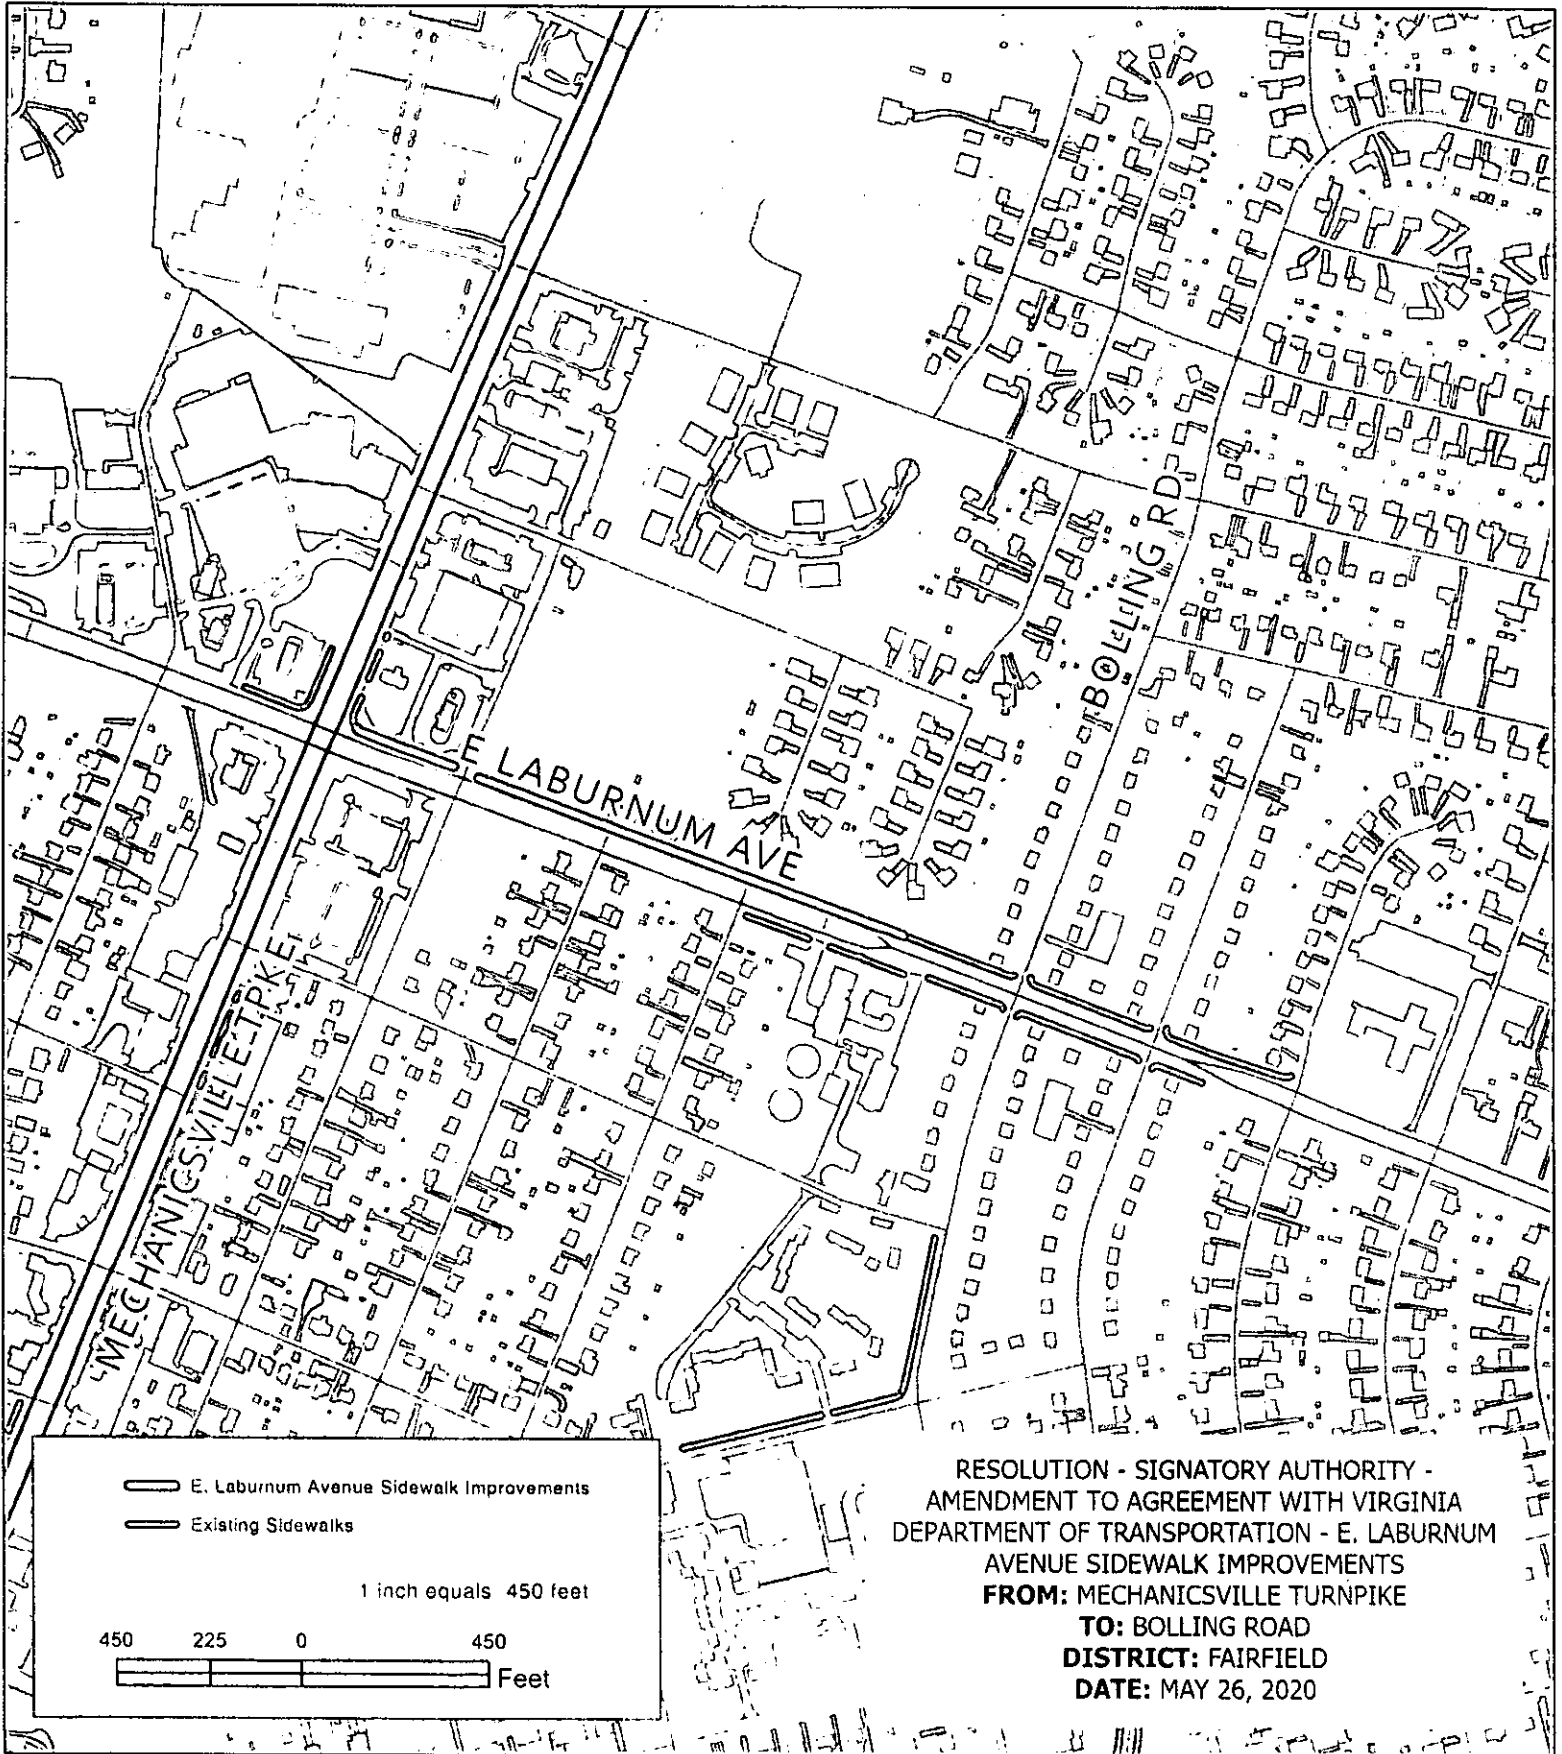 BOLLING RD
E LABURNUM AVE
MECHANICSVILLE TPKE
E. Laburnum Avenue Sidewalk Improvements
Existing Sidewalks
1 inch equals 450 feet
450 225 0 450
Feet
RESOLUTION - SIGNATORY AUTHORITY -
AMENDMENT TO AGREEMENT WITH VIRGINIA
DEPARTMENT OF TRANSPORTATION - E. LABURNUM
AVENUE SIDEWALK IMPROVEMENTS
FROM: MECHANICSVILLE TURNPIKE
TO: BOLLING ROAD
DISTRICT: FAIRFIELD
DATE: MAY 26, 2020